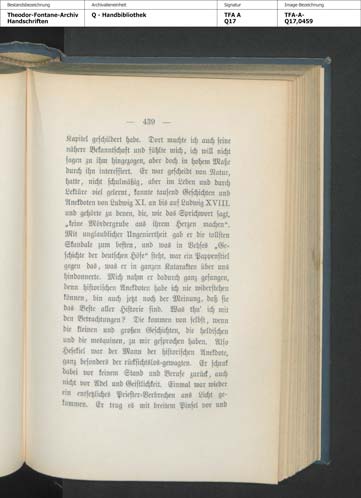 Bestandsbezeichnung
Theodor-Fontane-Archiv
Handschriften
Archivalieneinheit
Q - Handbibliothek
Signatur
TFA A
Q17
Image-Bezeichnung
TFA-A-
Q17,0459
— 439 —
Kapitel geschildert habe. Dort machte ich auch seine
nähere Bekanntschaft und fühlte mich, ich will nicht
sagen zu ihm hingezogen, aber doch in hohem Maße
durch ihn interessiert. Er war gescheidt von Natur,
hatte, nicht schulmäßig, aber im Leben und durch
Lektüre viel gelernt, kannte tausend Geschichten und
Anekdoten von Ludwig XI. an bis auf Ludwig XVIII.
und gehörte zu denen, die, wie das Sprichwort sagt,
„keine Mördergrube aus ihrem Herzen machen“.
Mit unglaublicher Ungeniertheit gab er die tollsten
Skandale zum besten, und was in Vehses „Ge-
schichte der deutschen Höfe“ steht, war ein Pappenstiel
gegen das, was er in ganzen Katarakten über uns
hindonnerte. Mich nahm er dadurch ganz gefangen,
denn historischen Anekdoten habe ich nie widerstehen
können, bin auch jetzt noch der Meinung, daß sie
das Beste aller Historie sind. Was thu' ich mit
den Betrachtungen? Die kommen von selbst, wenn
die kleinen und großen Geschichten, die heldischen
und die mesquinen, zu mir gesprochen haben. Also
Hesekiel war der Mann der historischen Anekdote,
ganz besonders der rücksichtslos-gewagten. Er schrak
dabei vor keinem Stand und Berufe zurück, auch
nicht vor Adel und Geistlichkeit. Einmal war wieder
ein entsetzliches Priester-Verbrechen ans Licht ge-
kommen. Er trug es mit breitem Pinsel vor und